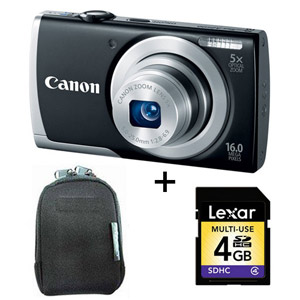 Canon
5x
OPTICAL
ZOOM
CANON ZOOM LENS
16.0
MEGA
PIXELS
+
Lexar
MULTI-USE
4GB
SDHC
4